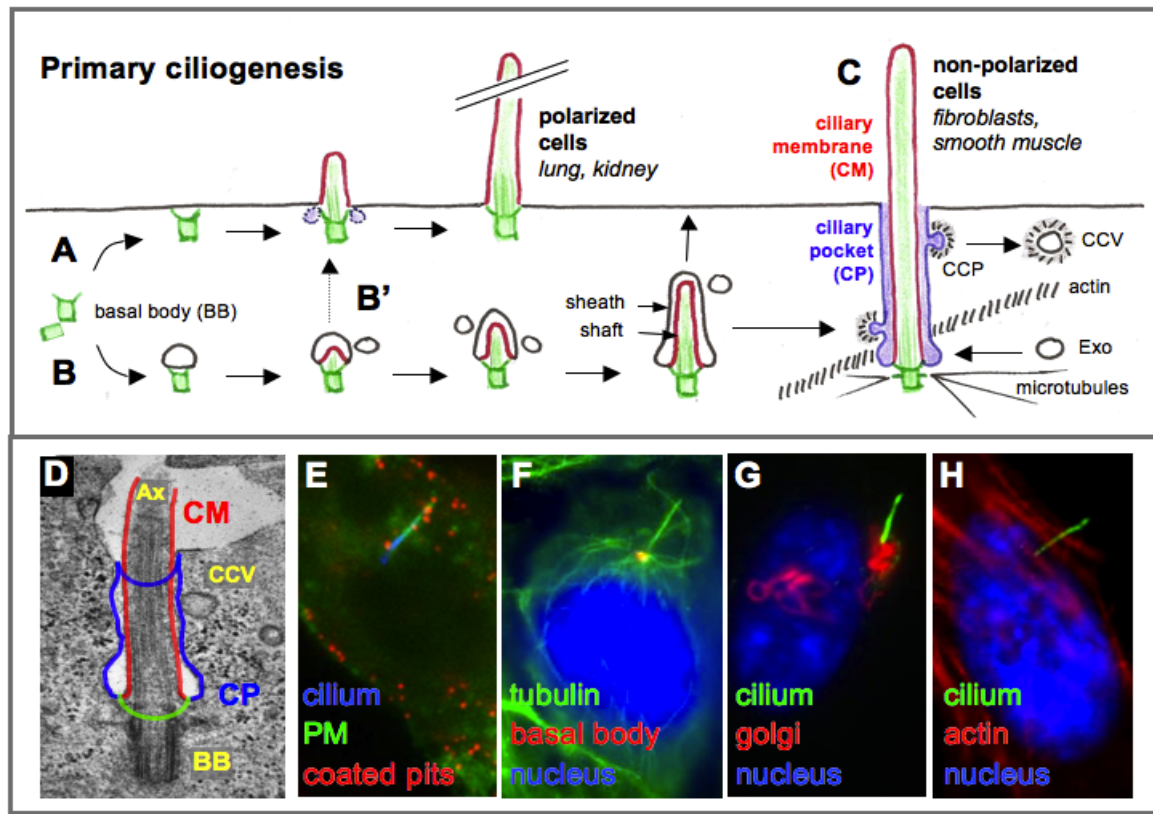 Primary ciliogenesis
polarized
cells
lung, kidney
C
non-polarized
cells
fibroblasts,
smooth muscle
ciliary
membrane
(CM)
A
basal body (BB)
B
B'
sheath
shaft
ciliary
pocket
(CP)
CCP
CCV
actin
Exo
microtubules
D
Ax
CM
CCV
CP
BB
E
cilium
PM
coated pits
F
tubulin
basal body
nucleus
G
cilium
golgi
nucleus
H
cilium
actin
nucleus